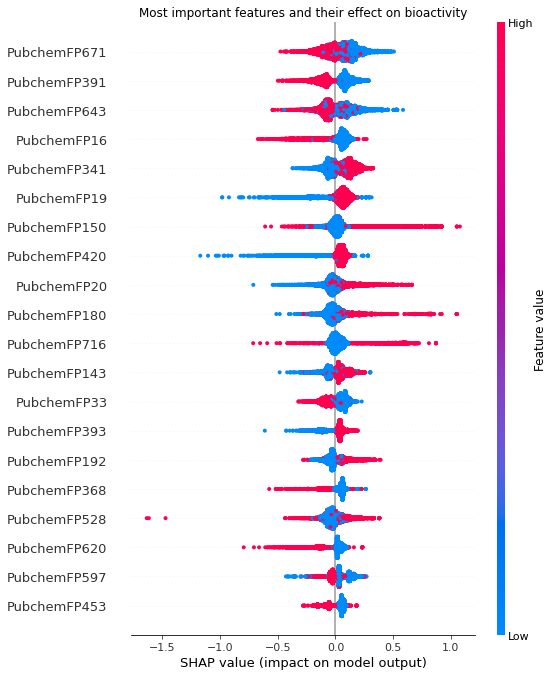 Most important features and their effect on bioactivity
High
PubchemFP671
PubchemFP391
PubchemFP643
PubchemFP16
PubchemFP341
PubchemFP19
PubchemFP150
PubchemFP420
PubchemFP20
PubchemFP180
PubchemFP716
PubchemFP143
PubchemFP33
PubchemFP393
PubchemFP192
PubchemFP368
PubchemFP528
PubchemFP620
PubchemFP597
PubchemFP453
Feature value
Low
−1.5 −1.0 −0.5 0.0 0.5 1.0
SHAP value (impact on model output)